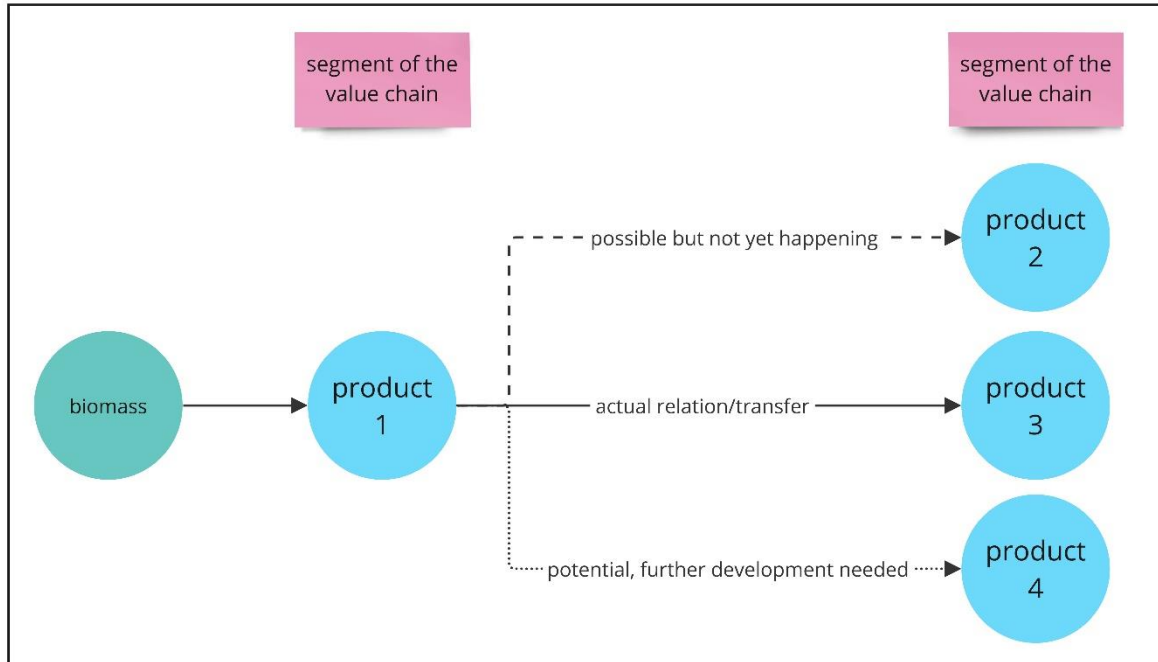 segment of the
value chain
segment of the
value chain
possible but not yet happening
product
2
biomass
product
1
actual relation/transfer
product
3
potential, further development needed
product
4